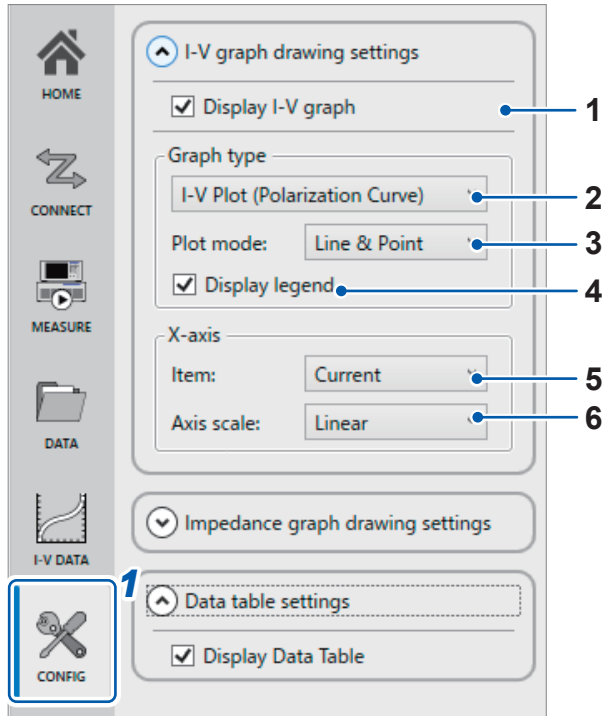 HOME
CONNECT
MEASURE
DATA
I-V DATA
1
CONFIG
I-V graph drawing settings
Display I-V graph
1
Graph type
I-V Plot (Polarization Curve)
2
Plot mode: Line & Point
3
Display legend
4
X-axis
Item: Current
5
Axis scale: Linear
6
Impedance graph drawing settings
Data table settings
Display Data Table